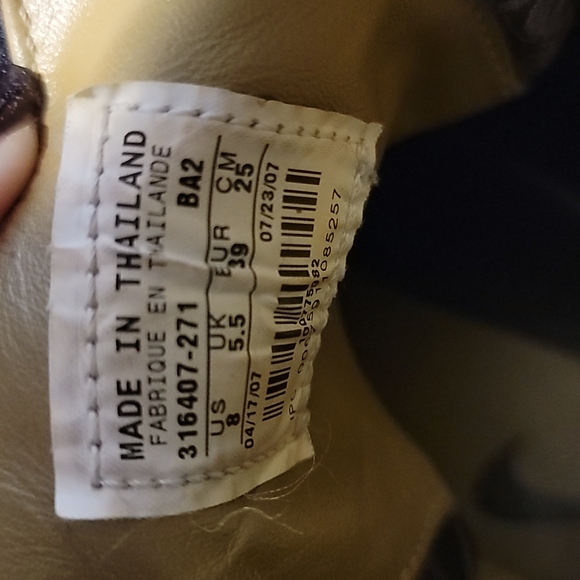 MADE IN THAILAND
FABRIQUE EN THAILANDE
316407-271 BA2
US UK EUR CM
8 5.5 39 25
04/17/07 07/23/07